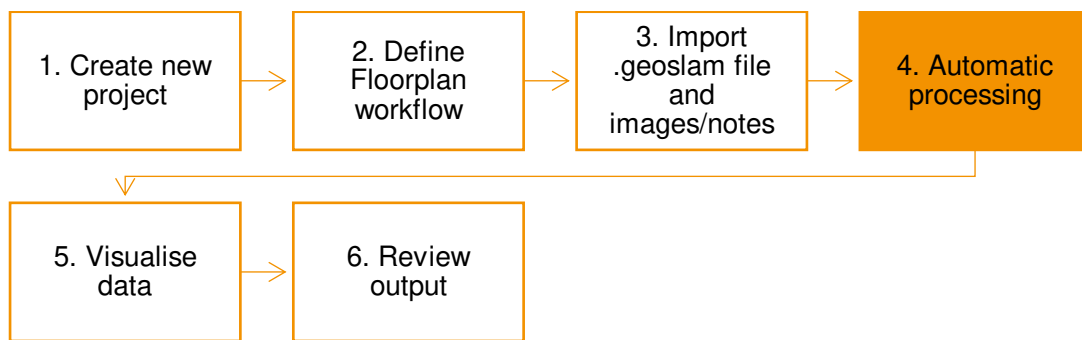 1. Create new
project
2. Define
Floorplan
workflow
3. Import
.geoslam file
and
images/notes
4. Automatic
processing
5. Visualise
data
6. Review
output